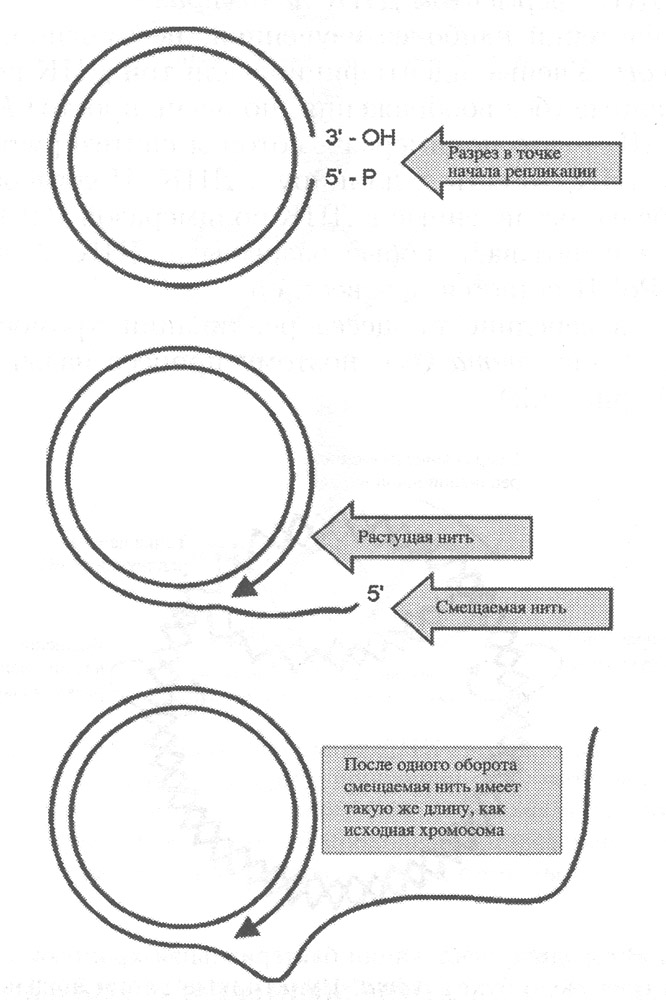 3' - OH
5' - P
Разрез в точке
начала репликации
Растущая нить
5'
Смещаемая нить
После одного оборота
смещаемая нить имеет
такую же длину, как
исходная хромосома